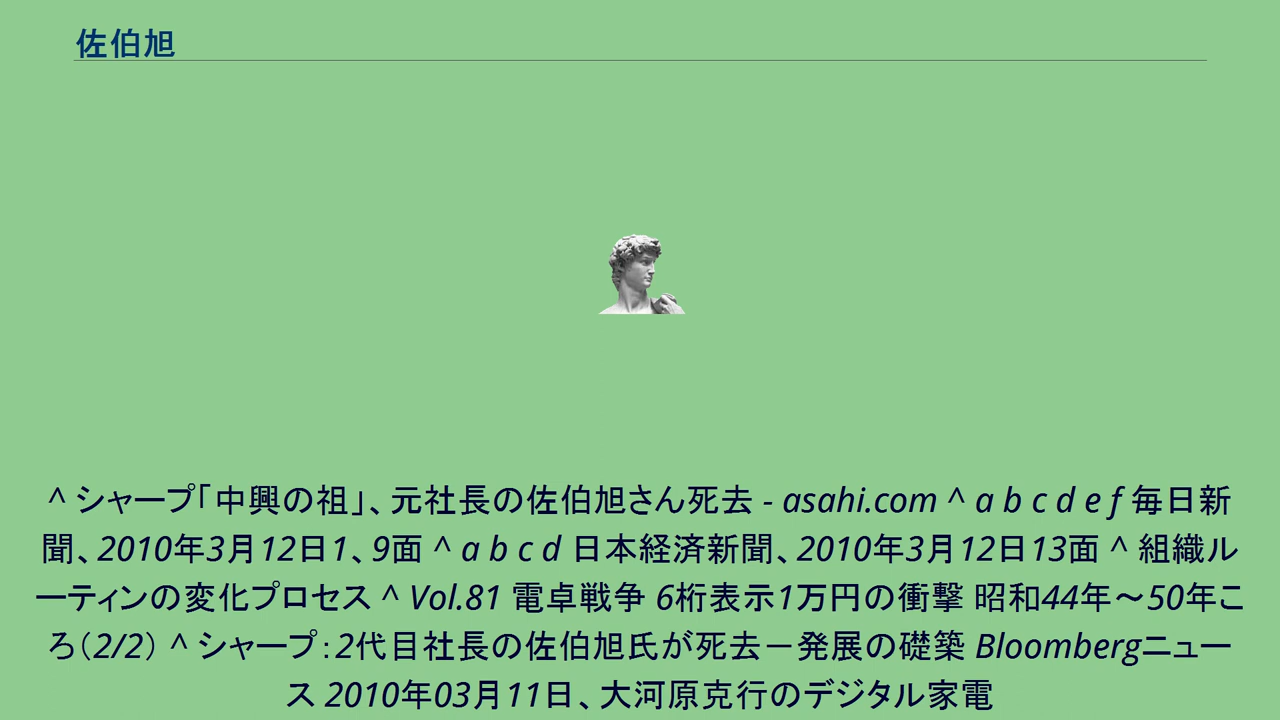 佐伯旭
^ シャープ「中興の祖」、元社長の佐伯旭さん死去 - asahi.com ^ a b c d e f 毎日新
聞、2010年3月12日1、9面 ^ a b c d 日本経済新聞、2010年3月12日13面 ^ 組織ル
ーティンの変化プロセス ^ Vol.81 電卓戦争 6桁表示1万円の衝撃 昭和44年〜50年こ
ろ（2/2） ^ シャープ：2代目社長の佐伯旭氏が死去－発展の礎築 Bloombergニュー
ス 2010年03月11日、大河原克行のデジタル家電